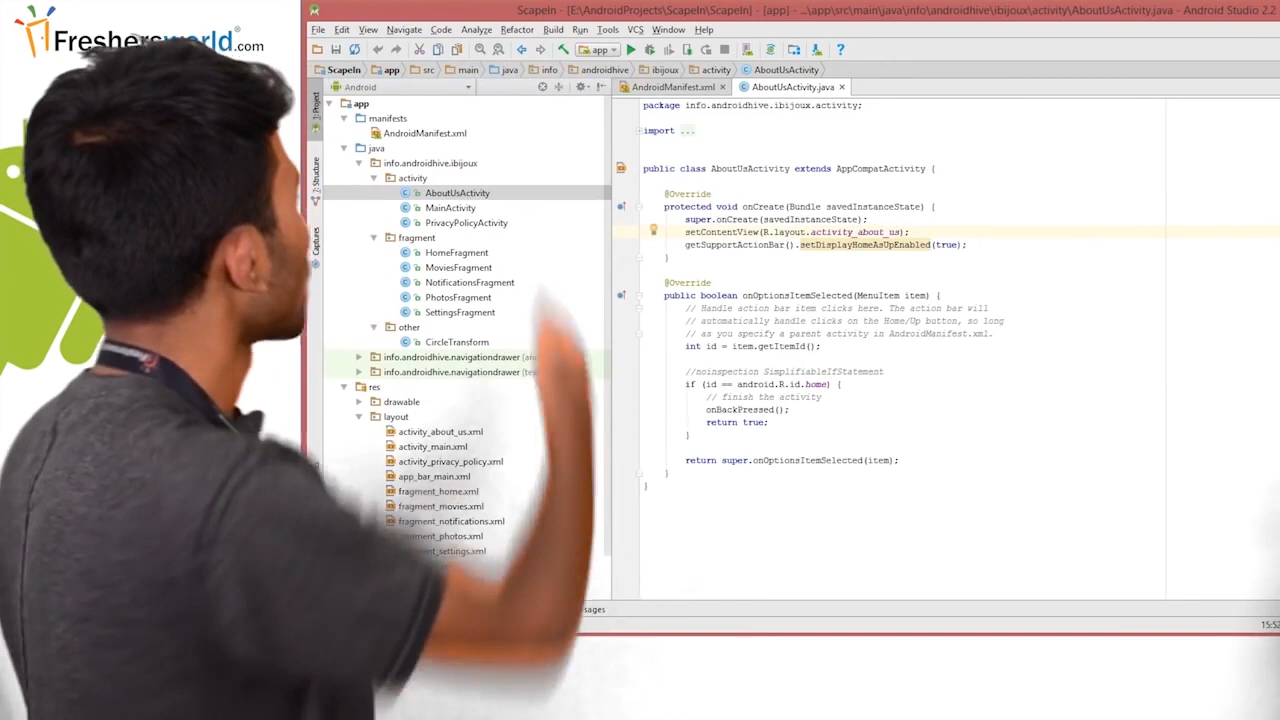 Freshersworld.com
ScapeIn - [E:\AndroidProjects\ScapeIn\ScapeIn] - [app] - ...\app\src\main\java\info\androidhive\ibijoux\activity\AboutUsActivity.java - Android Studio 2.2
File Edit View Navigate Code Analyze Refactor Build Run Tools VCS Window Help
app
ScapeIn app src main java info androidhive ibijoux activity AboutUsActivity
Android
AndroidManifest.xml AboutUsActivity.java
1: Project
7: Structure
Captures
app
manifests
AndroidManifest.xml
java
info.androidhive.ibijoux
activity
AboutUsActivity
MainActivity
PrivacyPolicyActivity
fragment
HomeFragment
MoviesFragment
NotificationsFragment
PhotosFragment
SettingsFragment
other
CircleTransform
info.androidhive.navigationdrawer
info.androidhive.navigationdrawer
res
drawable
layout
activity_about_us.xml
activity_main.xml
activity_privacy_policy.xml
app_bar_main.xml
fragment_home.xml
fragment_movies.xml
fragment_notifications.xml
package info.androidhive.ibijoux.activity;
import ...
public class AboutUsActivity extends AppCompatActivity {
@Override
protected void onCreate(Bundle savedInstanceState) {
super.onCreate(savedInstanceState);
setContentView(R.layout.activity_about_us);
getSupportActionBar().setDisplayHomeAsUpEnabled(true);
}
@Override
public boolean onOptionsItemSelected(MenuItem item) {
// Handle action bar item clicks here. The action bar will
// automatically handle clicks on the Home/Up button, so long
// as you specify a parent activity in AndroidManifest.xml.
int id = item.getItemId();
//noinspection SimplifiableIfStatement
if (id == android.R.id.home) {
// finish the activity
onBackPressed();
return true;
}
return super.onOptionsItemSelected(item);
}
}
15:52